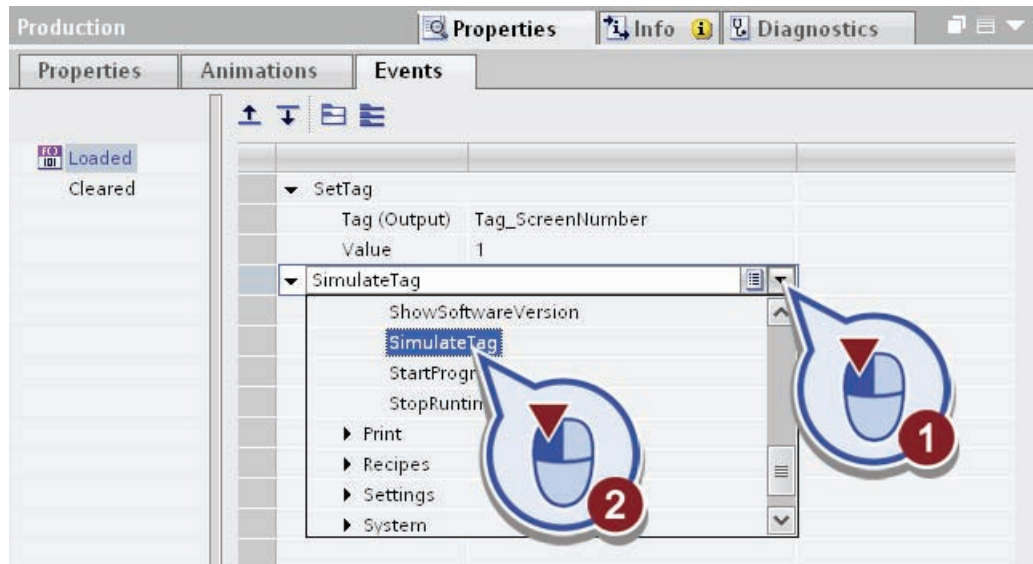 Production Properties Info Diagnostics
Properties Animations Events
Loaded
Cleared
SetTag
Tag (Output) Tag_ScreenNumber
Value 1
SimulateTag
ShowSoftwareVersion
SimulateTag
StopRuntim
Print
Recipes
Settings
System
1
2